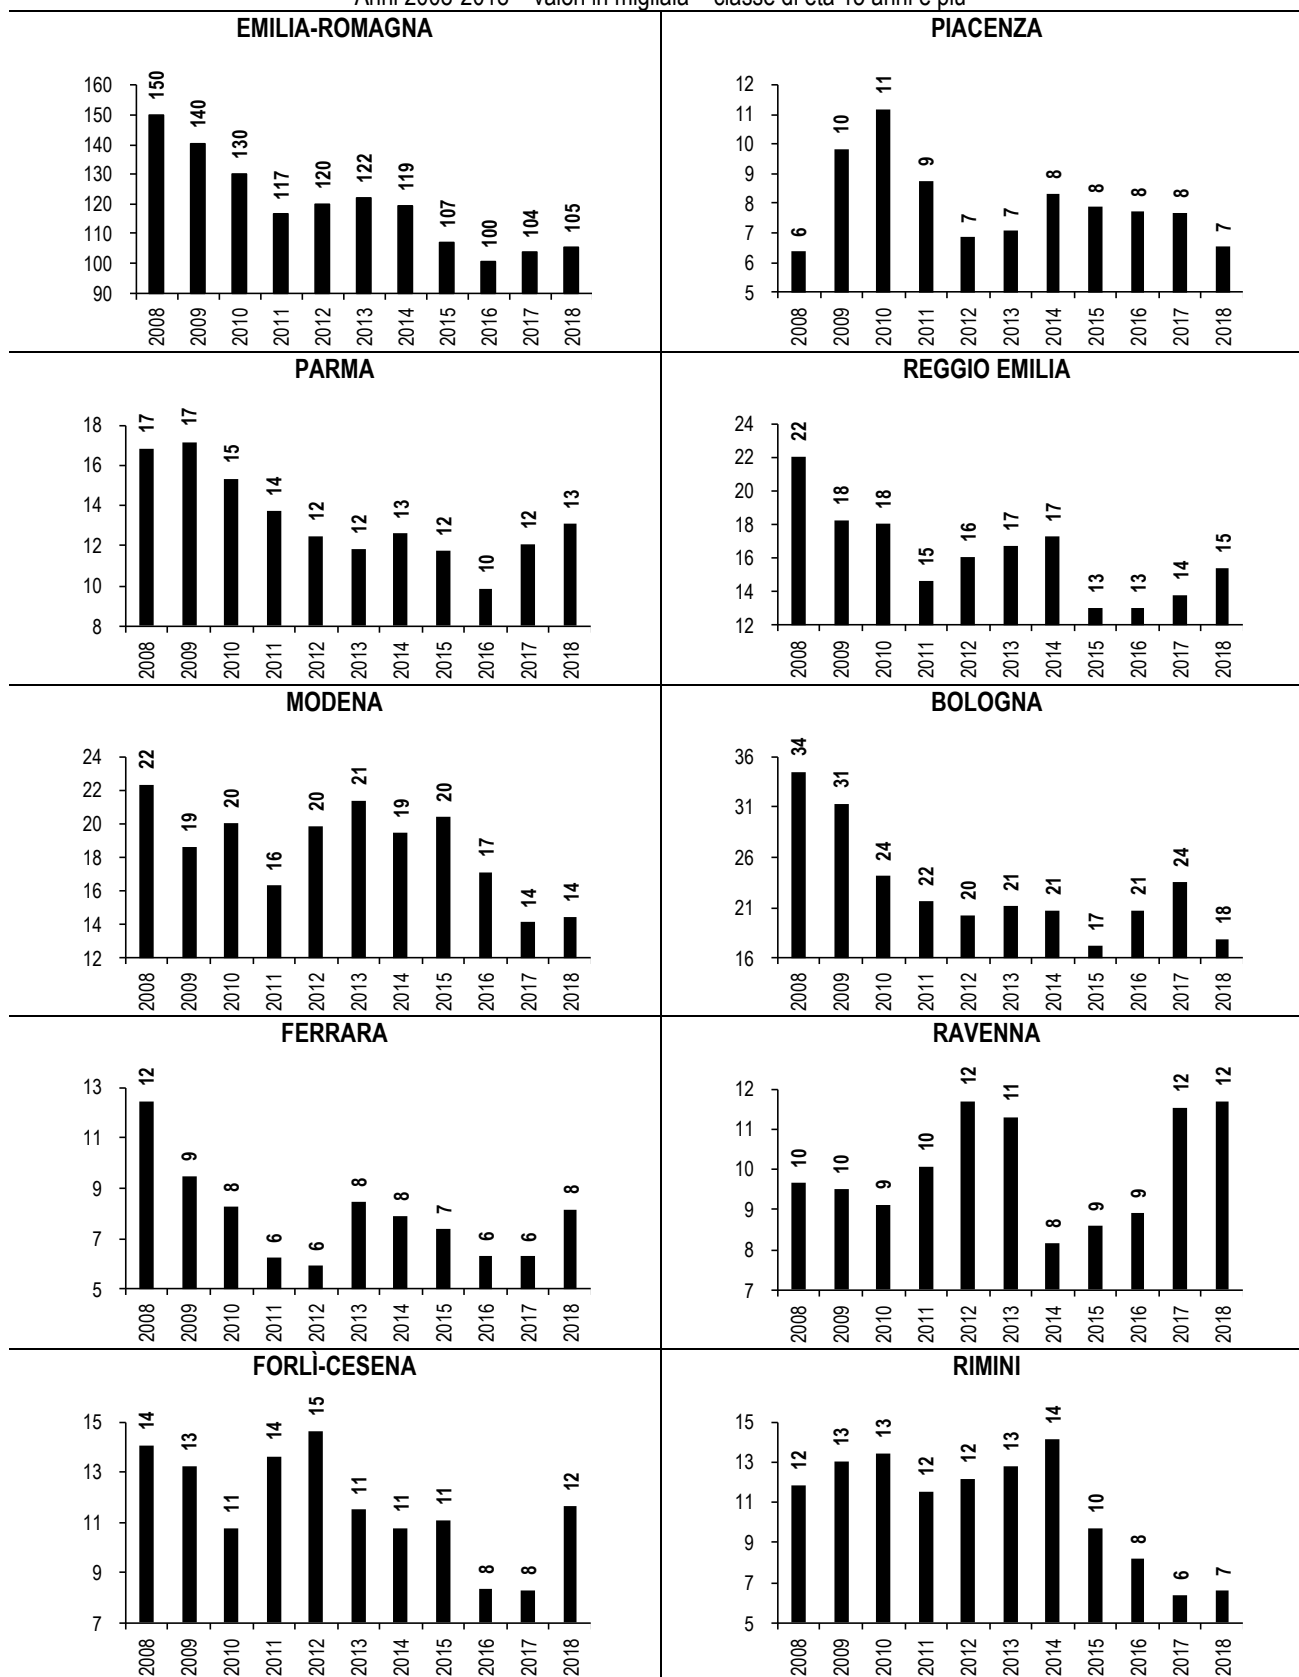 Anni 2008-2018 – valori in migliaia – classe di età 15 anni e più
EMILIA-ROMAGNA
160
150
140
130
120
110
100
90
150 140 130 117 120 122 119 107 100 104 105
2008 2009 2010 2011 2012 2013 2014 2015 2016 2017 2018
PIACENZA
12
11
10
9
8
7
6
5
6 10 11 9 7 7 8 8 8 8 7
2008 2009 2010 2011 2012 2013 2014 2015 2016 2017 2018
PARMA
18
16
14
12
10
8
17 17 15 14 12 12 13 12 10 12 13
2008 2009 2010 2011 2012 2013 2014 2015 2016 2017 2018
REGGIO EMILIA
24
22
20
18
16
14
12
22 18 18 15 16 17 17 13 13 14 15
2008 2009 2010 2011 2012 2013 2014 2015 2016 2017 2018
MODENA
24
22
20
18
16
14
12
22 19 20 16 20 21 19 20 17 14 14
2008 2009 2010 2011 2012 2013 2014 2015 2016 2017 2018
BOLOGNA
36
31
26
21
16
34 31 24 22 20 21 21 17 21 24 18
2008 2009 2010 2011 2012 2013 2014 2015 2016 2017 2018
FERRARA
13
11
9
7
5
12 9 8 6 6 8 8 7 6 6 8
2008 2009 2010 2011 2012 2013 2014 2015 2016 2017 2018
RAVENNA
12
11
10
9
8
7
10 10 9 10 12 11 8 9 9 12 12
2008 2009 2010 2011 2012 2013 2014 2015 2016 2017 2018
FORLÌ-CESENA
15
13
11
9
7
14 13 11 14 15 11 11 11 8 8 12
2008 2009 2010 2011 2012 2013 2014 2015 2016 2017 2018
RIMINI
15
13
11
9
7
5
12 13 13 12 12 13 14 10 8 6 7
2008 2009 2010 2011 2012 2013 2014 2015 2016 2017 2018